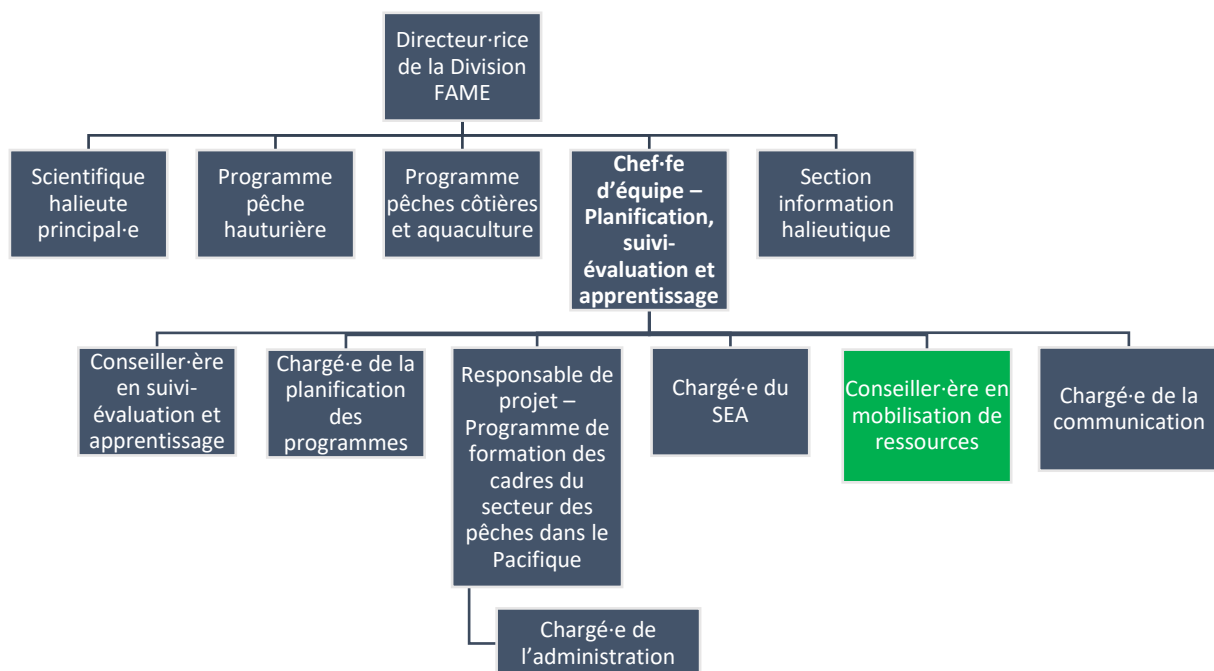 Directeur·rice
de la Division
FAME
Scientifique
halieute
principal·e
Programme
pêche
hauturière
Programme
pêches côtières
et aquaculture
Chef·fe
d’équipe –
Planification,
suivi-
évaluation et
apprentissage
Section
information
halieutique
Conseiller·ère
en suivi-
évaluation et
apprentissage
Chargé·e de la
planification
des
programmes
Responsable de
projet –
Programme de
formation des
cadres du
secteur des
pêches dans le
Pacifique
Chargé·e du
SEA
Conseiller·ère en
mobilisation de
ressources
Chargé·e de la
communication
Chargé·e de
l’administration